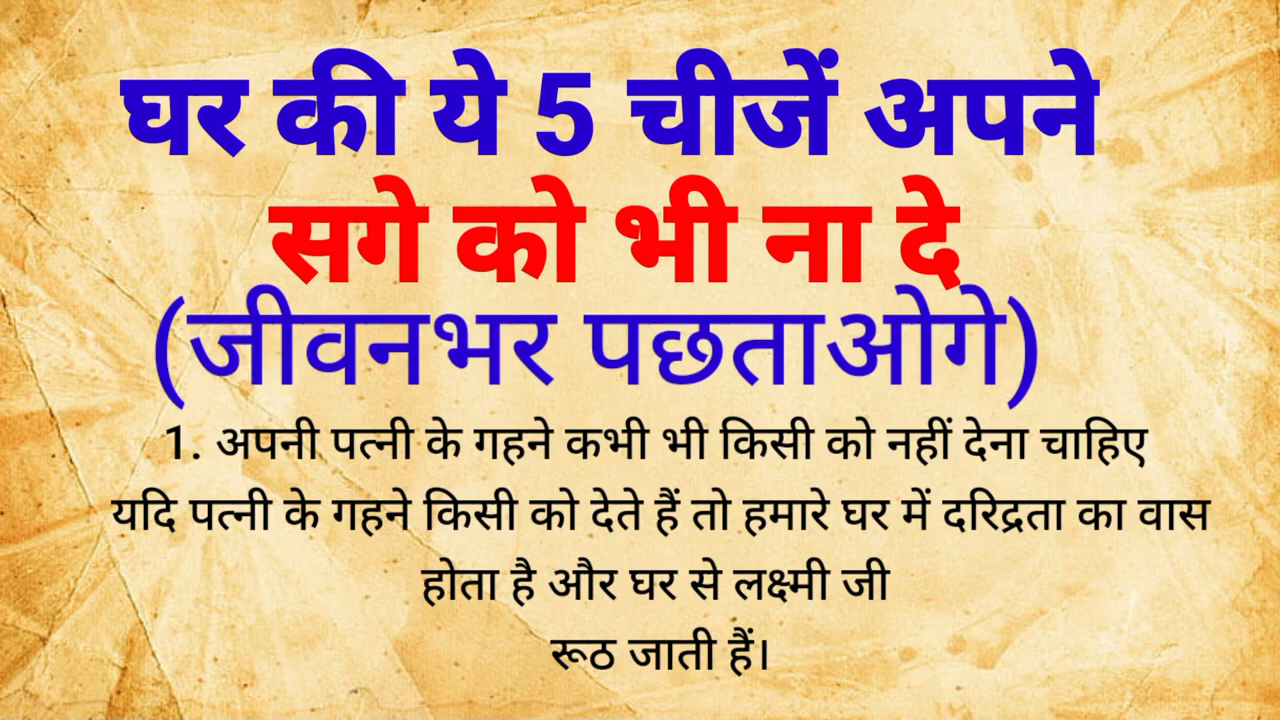 घर की ये 5 चीजें अपने
सगे को भी ना दे
(जीवनभर पछताओगे)
1. अपनी पत्नी के गहने कभी भी किसी को नहीं देना चाहिए
यदि पत्नी के गहने किसी को देते हैं तो हमारे घर में दरिद्रता का वास
होता है और घर से लक्ष्मी जी
रूठ जाती हैं।